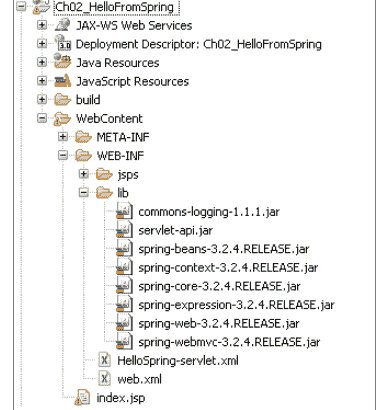 Ch02_HelloFromSpring
JAX-WS Web Services
3.0 Deployment Descriptor: Ch02_HelloFromSpring
Java Resources
JavaScript Resources
build
WebContent
META-INF
WEB-INF
jsps
lib
commons-logging-1.1.1.jar
servlet-api.jar
spring-beans-3.2.4.RELEASE.jar
spring-context-3.2.4.RELEASE.jar
spring-core-3.2.4.RELEASE.jar
spring-expression-3.2.4.RELEASE.jar
spring-web-3.2.4.RELEASE.jar
spring-webmvc-3.2.4.RELEASE.jar
X HelloSpring-servlet.xml
X web.xml
index.jsp